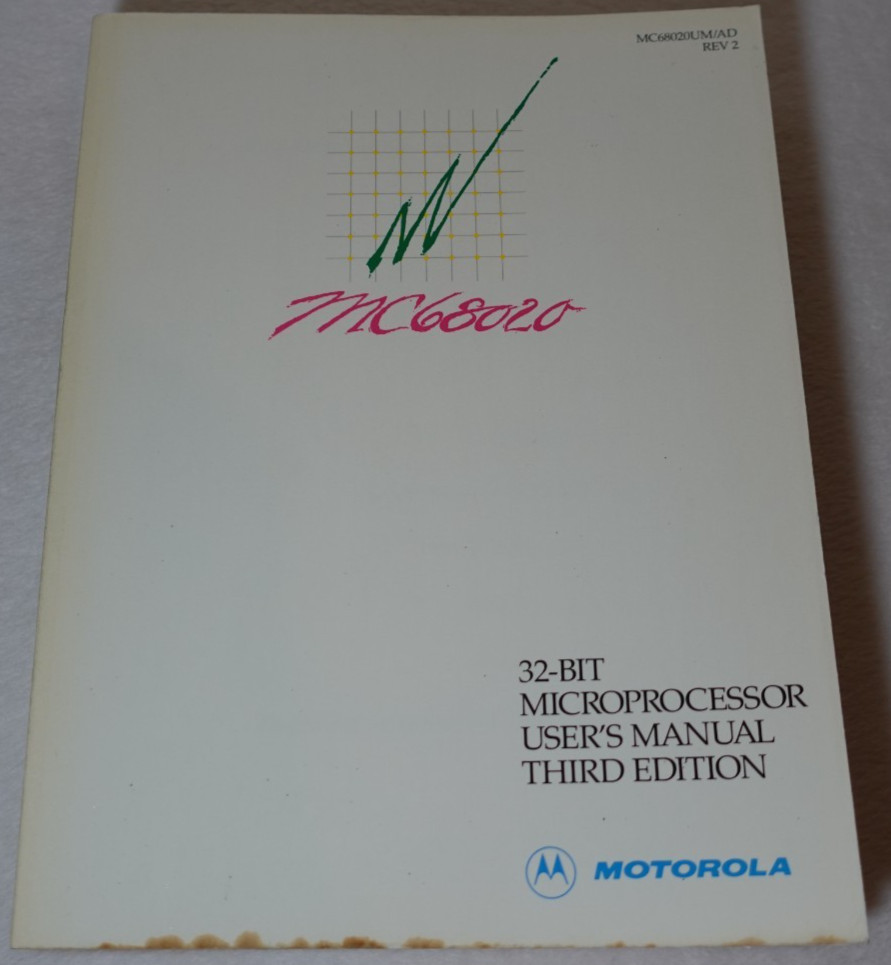 MC68020UM/AD
REV 2
MC68020
32-BIT
MICROPROCESSOR
USER'S MANUAL
THIRD EDITION
MOTOROLA